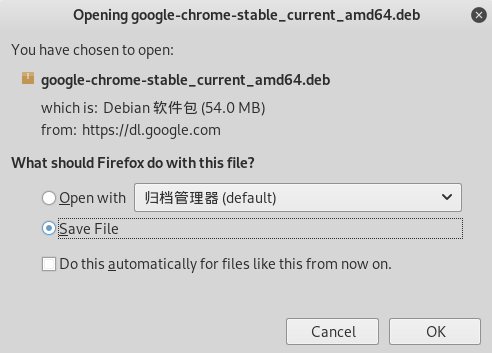 Opening google-chrome-stable_current_amd64.deb
You have chosen to open:
google-chrome-stable_current_amd64.deb
which is: Debian 软件包 (54.0 MB)
from: https://dl.google.com
What should Firefox do with this file?
Open with 归档管理器 (default)
Save File
Do this automatically for files like this from now on.
Cancel OK